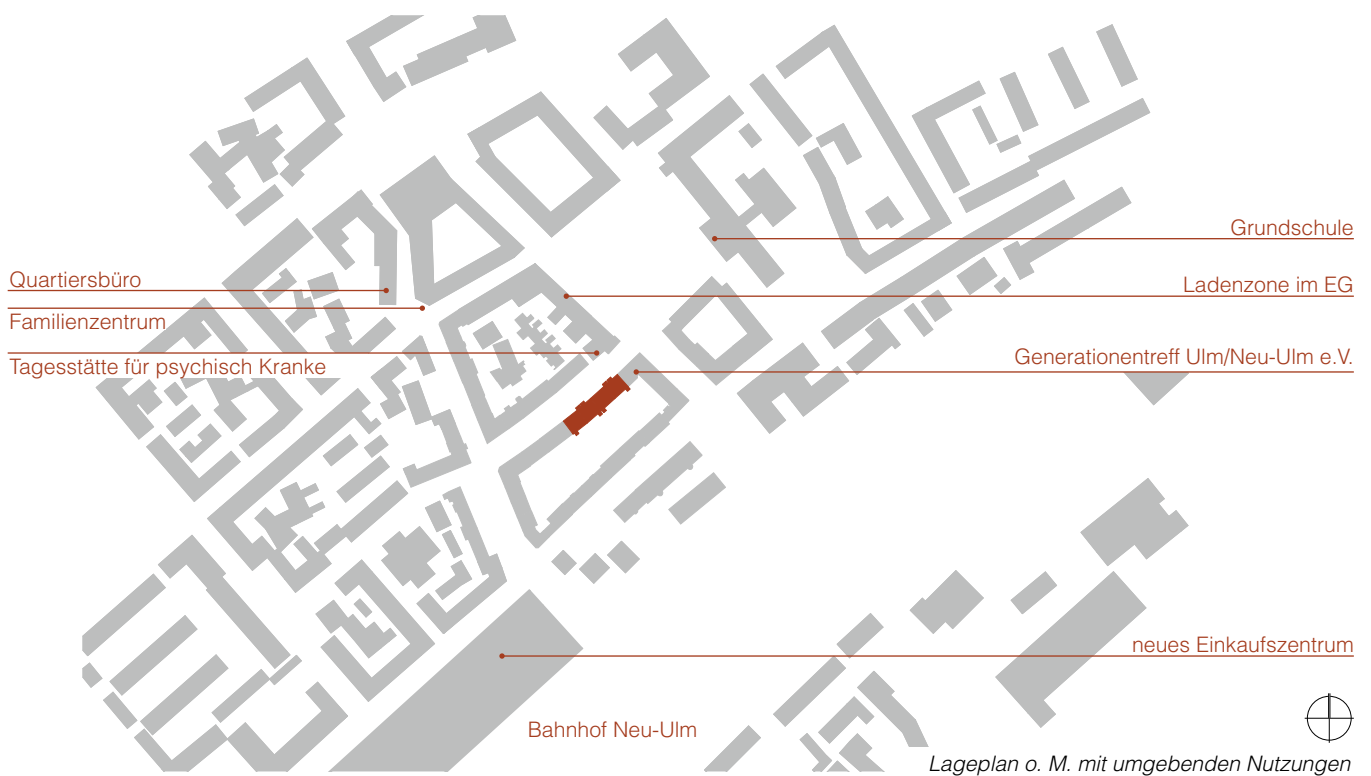 Grundschule
Quartiersbüro
Ladenzone im EG
Familienzentrum
Generationentreff Ulm/Neu-Ulm e.V.
Tagesstätte für psychisch Kranke
neues Einkaufszentrum
Bahnhof Neu-Ulm
Lageplan o. M. mit umgebenden Nutzungen